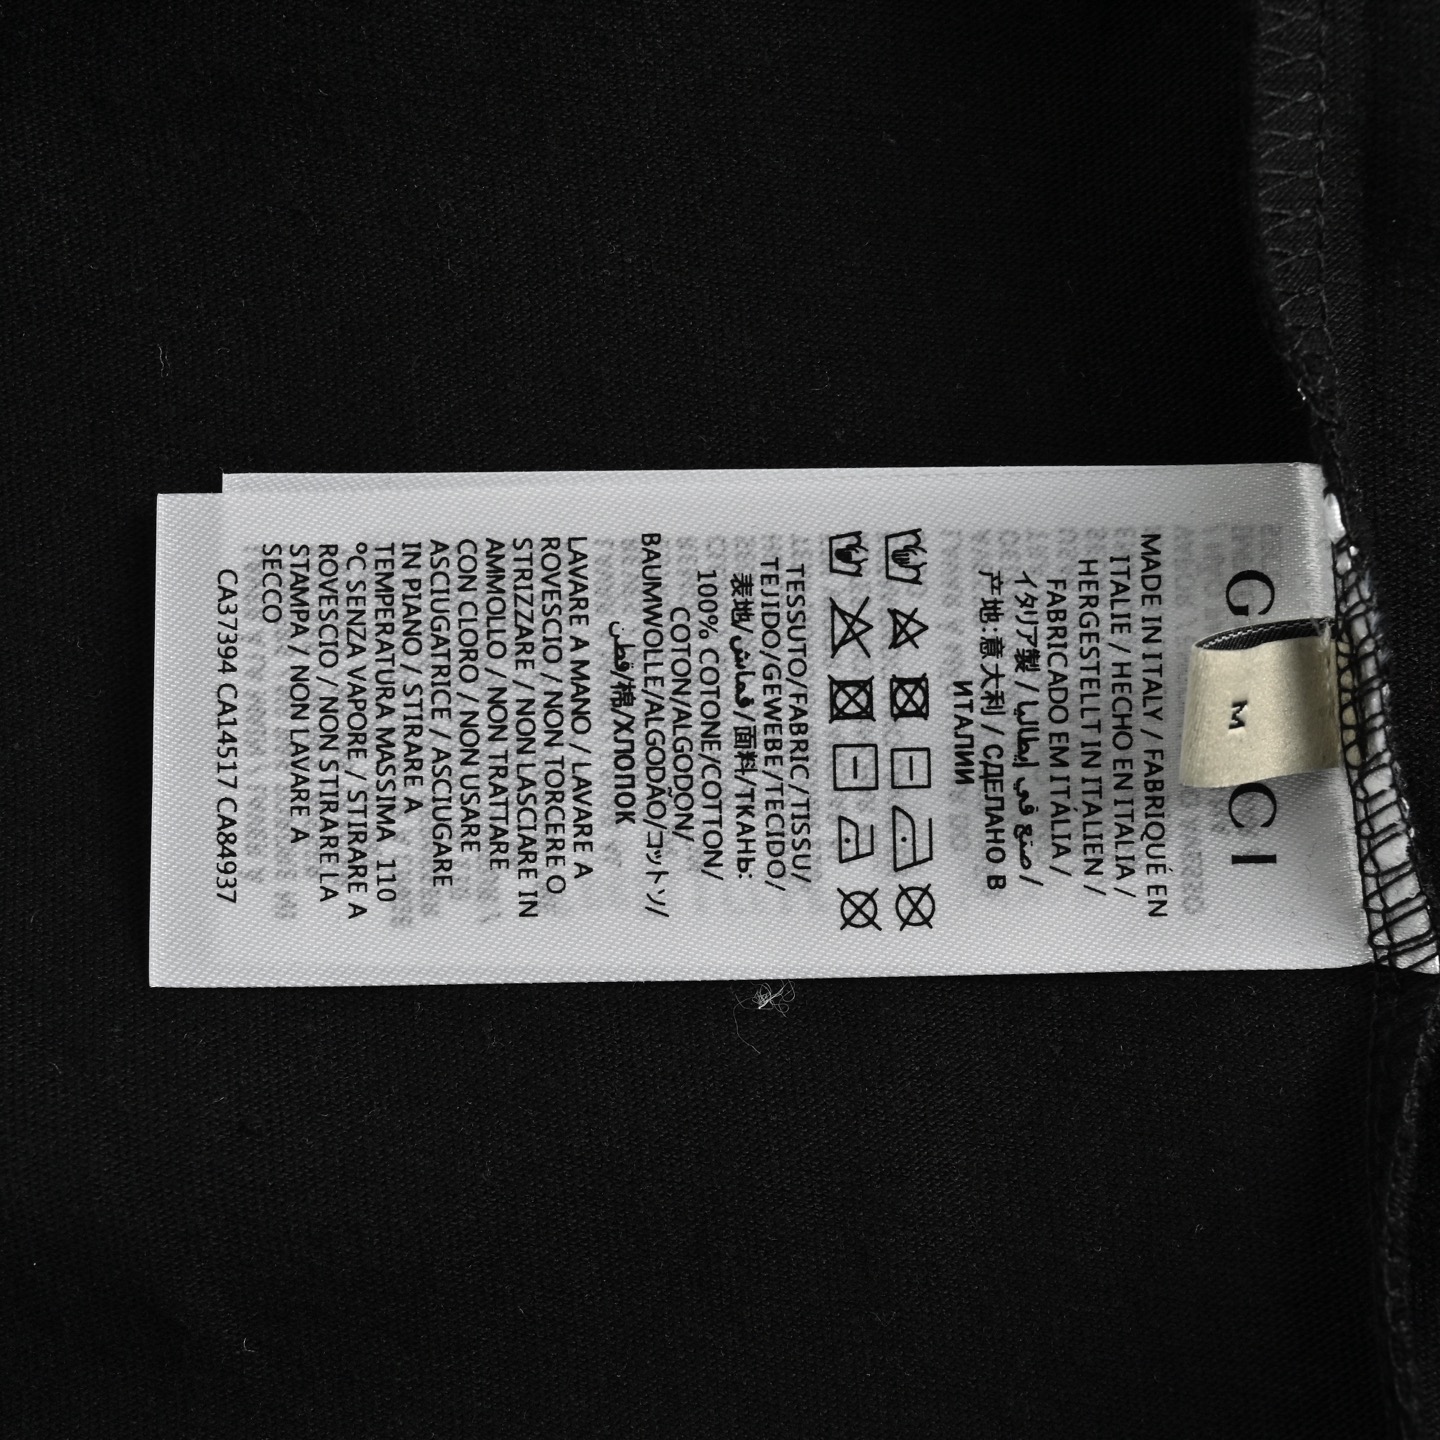 G CI
M
MADE IN ITALY / FABRIQUÉ EN
ITALIE / HECHO EN ITALIA /
HERGESTELLT IN ITALIEN /
FABRICADO EM ITÁLIA /
イタリア製 / صنع في إيطاليا /
产地:意大利 / СДЕЛАНО В
ИТАЛИИ
TESSUTO/FABRIC/TISSU/
TEJIDO/GEWEBE/TECIDO/
表地/قماش/面料/ТКАНЬ:
100% COTONE/COTTON/
COTON/ALGODON/
BAUMWOLLE/ALGODÃO/コットソ/
قطن/棉/ХЛОПОК
LAVARE A MANO / LAVARE A
ROVESCIO / NON TORCERE O
STRIZZARE / NON LASCIARE IN
AMMOLLO / NON TRATTARE
CON CLORO / NON USARE
ASCIUGATRICE / ASCIUGARE
IN PIANO / STIRARE A
TEMPERATURA MASSIMA 110
°C SENZA VAPORE / STIRARE A
ROVESCIO / NON STIRARE LA
STAMPA / NON LAVARE A
SECCO
CA37394 CA14517 CA84937